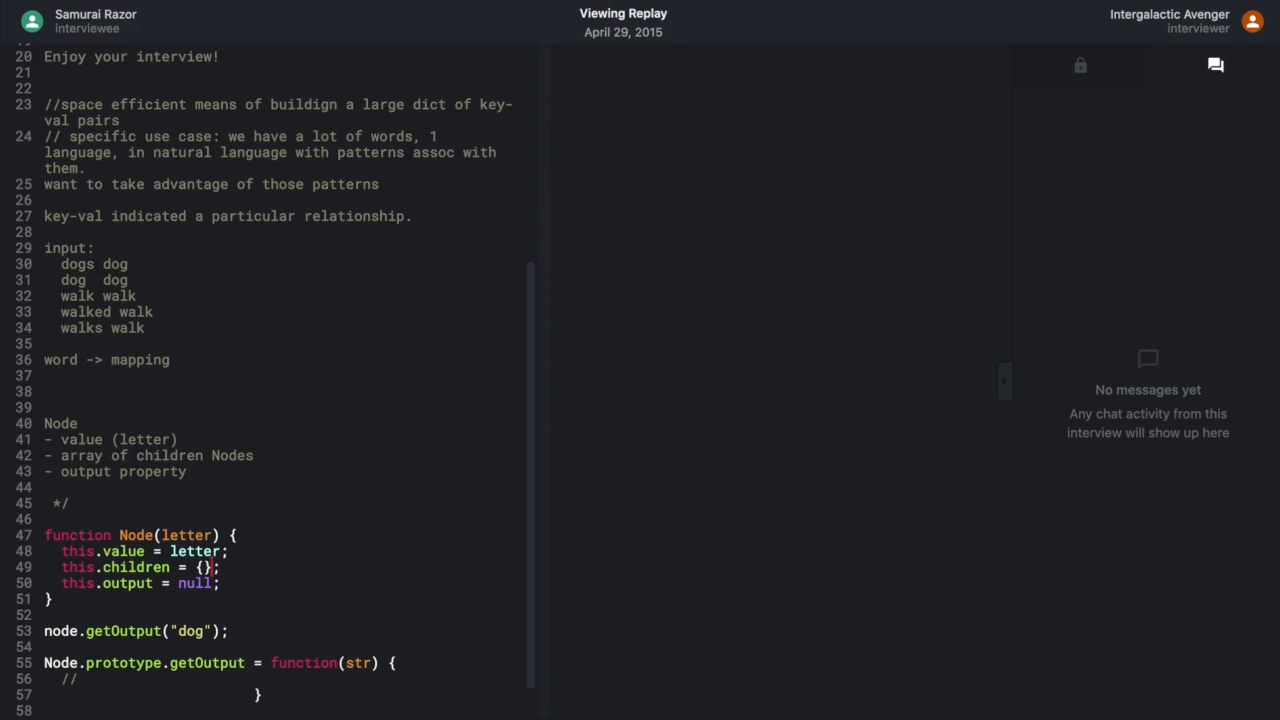 Samurai Razor
interviewee
Viewing Replay
April 29, 2015
Intergalactic Avenger
interviewer
19
20 Enjoy your interview!
21
22
23 //space efficient means of buildign a large dict of key-
val pairs
24 // specific use case: we have a lot of words, 1
language, in natural language with patterns assoc with
them.
25 want to take advantage of those patterns
26
27 key-val indicated a particular relationship.
28
29 input:
30   dogs dog
31   dog  dog
32   walk walk
33   walked walk
34   walks walk
35
36 word -> mapping
37
38
39
40 Node
41 - value (letter)
42 - array of children Nodes
43 - output property
44
45  */
46
47 function Node(letter) {
48   this.value = letter;
49   this.children = {};
50   this.output = null;
51 }
52
53 node.getOutput("dog");
54
55 Node.prototype.getOutput = function(str) {
56   //
57                          }
58
No messages yet
Any chat activity from this
interview will show up here